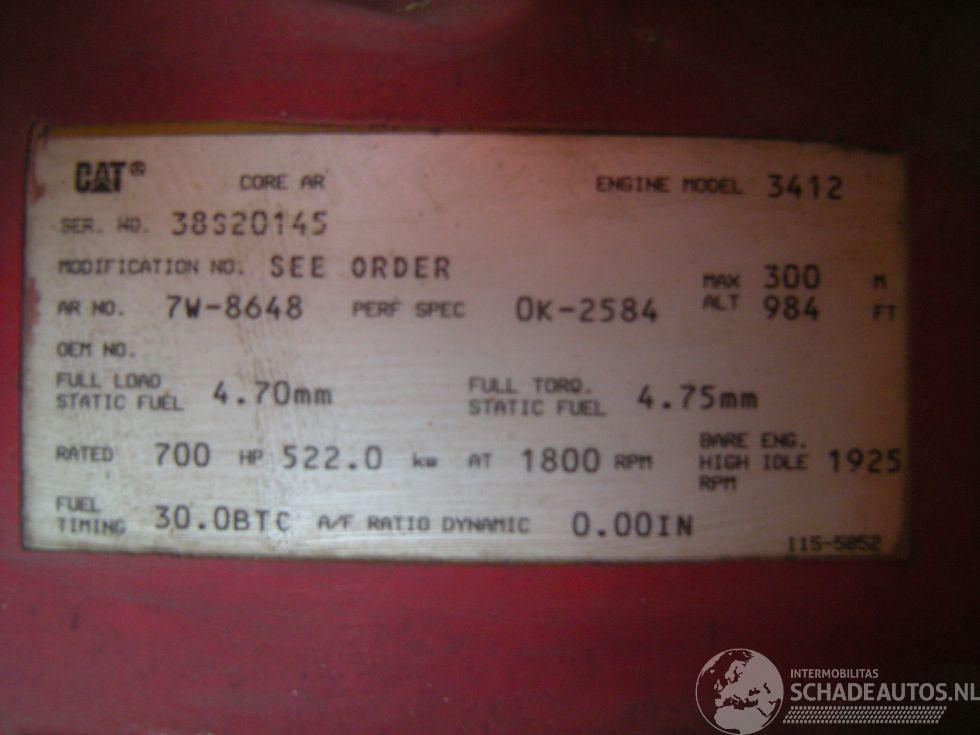 CAT® CORE AR ENGINE MODEL 3412
SER. NO. 38S20145
MODIFICATION NO. SEE ORDER
AR NO. 7W-8648 PERF SPEC 0K-2584 MAX ALT 300 M 984 FT
OEM NO.
FULL LOAD STATIC FUEL 4.70mm FULL TORQ. STATIC FUEL 4.75mm
RATED 700 HP 522.0 kw AT 1800 RPM BARE ENG. HIGH IDLE RPM 1925
FUEL TIMING 30.0BTC A/F RATIO DYNAMIC 0.00IN
115-5852
INTERMOBILITAS
SCHADEAUTOS.NL